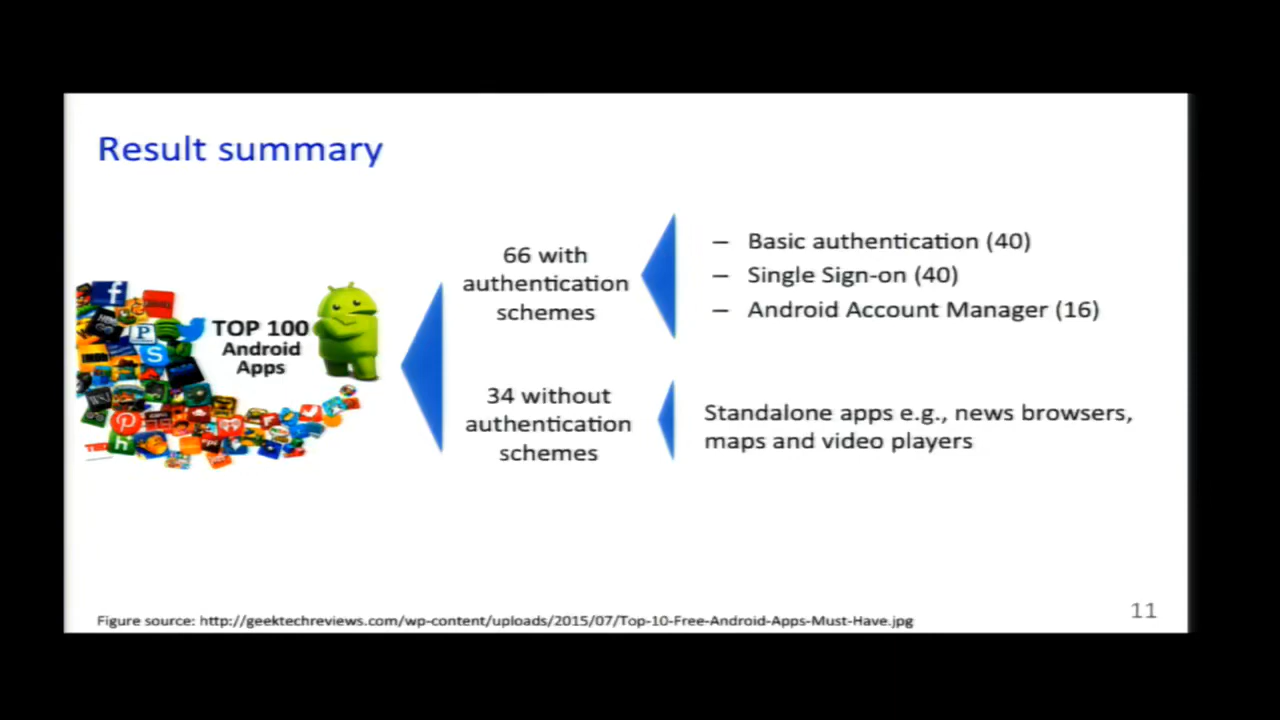 Result summary
TOP 100
Android
Apps
66 with
authentication
schemes
– Basic authentication (40)
– Single Sign-on (40)
– Android Account Manager (16)
34 without
authentication
schemes
Standalone apps e.g., news browsers,
maps and video players
Figure source: http://geektechreviews.com/wp-content/uploads/2015/07/Top-10-Free-Android-Apps-Must-Have.jpg
11